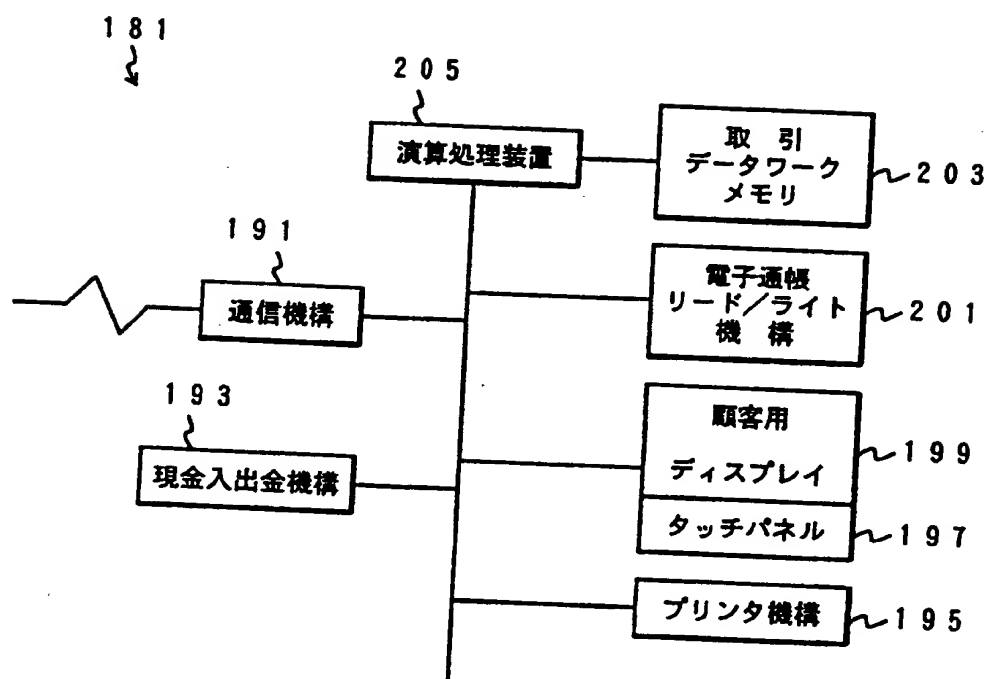 181
205
演算処理装置
取 引
データワーク
メモリ
203
191
通信機構
電子通帳
リード/ライト
機 構
201
193
現金入出金機構
顧客用
ディスプレイ
199
タッチパネル
197
プリンタ機構
195